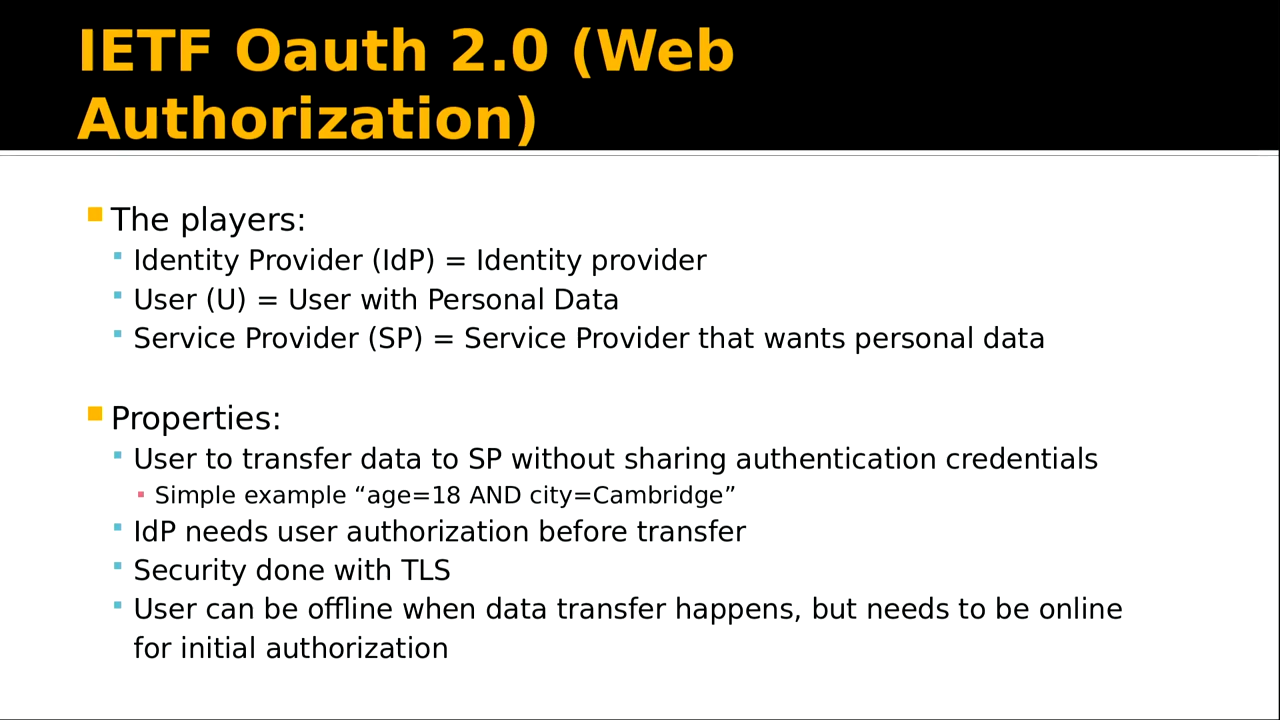 IETF Oauth 2.0 (Web
Authorization)
The players:
Identity Provider (IdP) = Identity provider
User (U) = User with Personal Data
Service Provider (SP) = Service Provider that wants personal data
Properties:
User to transfer data to SP without sharing authentication credentials
Simple example “age=18 AND city=Cambridge”
IdP needs user authorization before transfer
Security done with TLS
User can be offline when data transfer happens, but needs to be online
for initial authorization